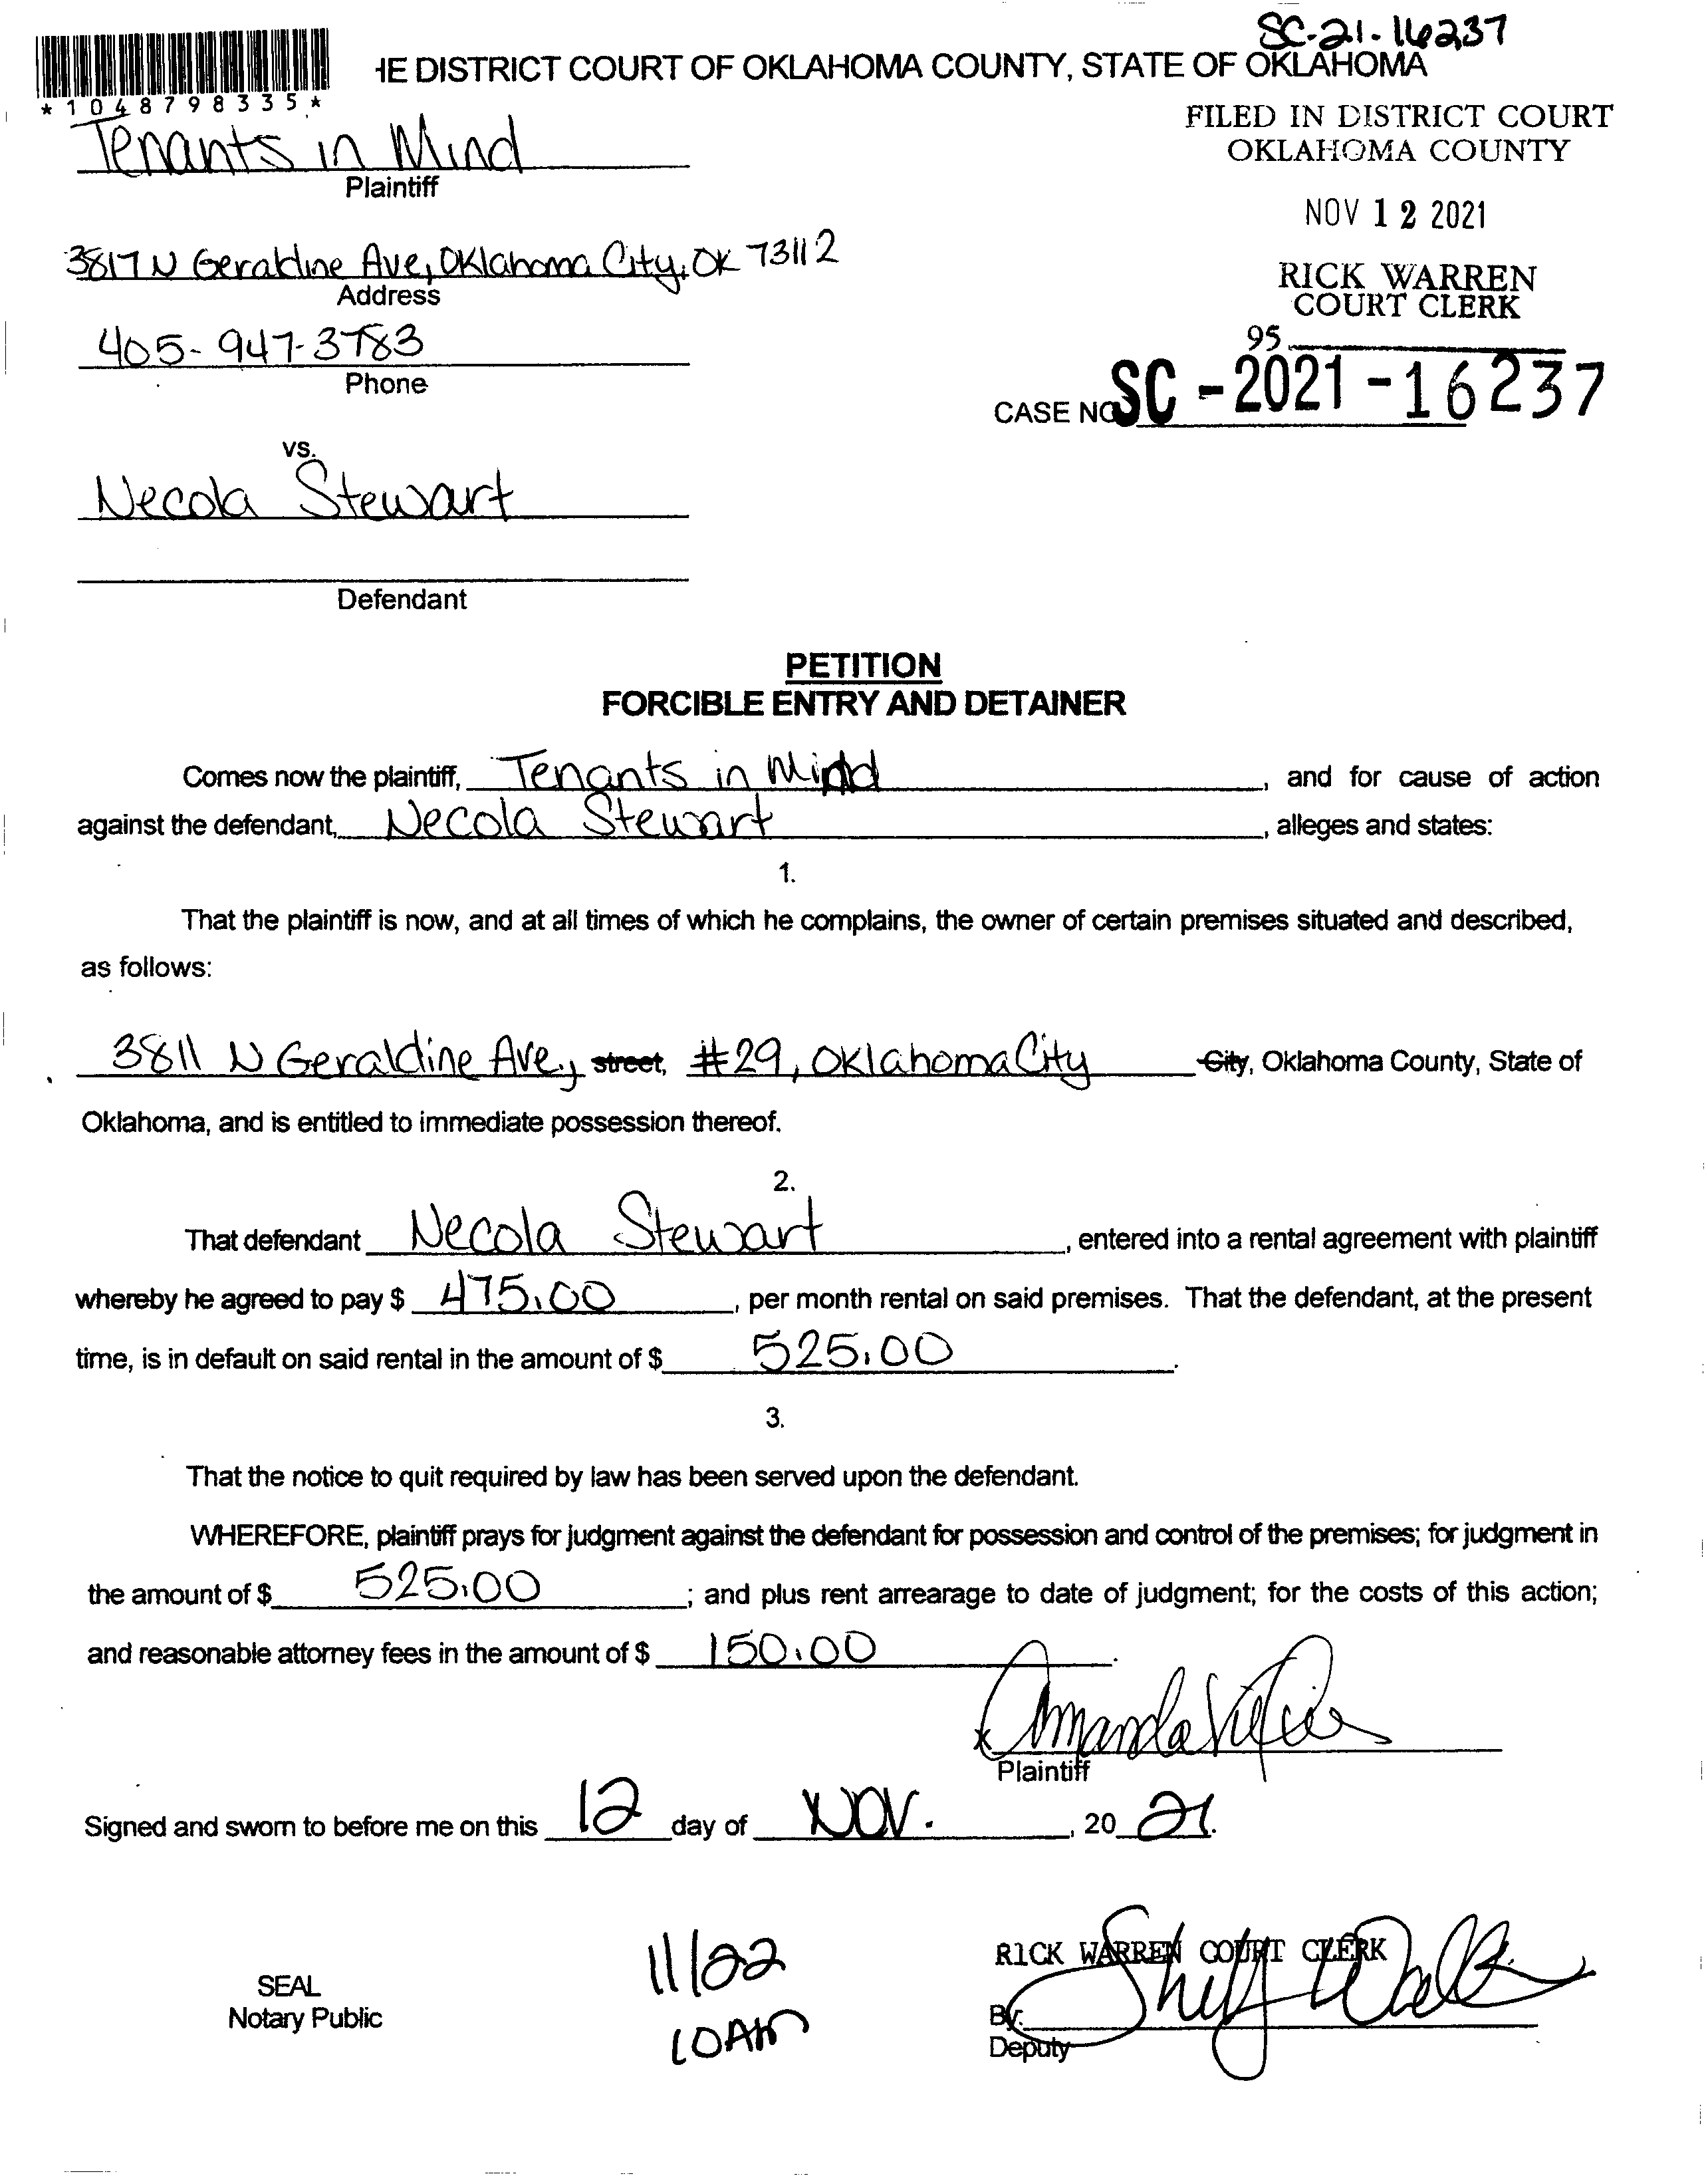 SC-21-16237
HE DISTRICT COURT OF OKLAHOMA COUNTY, STATE OF OKLAHOMA
*1048798335*
FILED IN DISTRICT COURT
OKLAHOMA COUNTY
Tenants in Mind
Plaintiff
NOV 12 2021
3817 N Geraldine Ave, Oklahoma City, OK 73112
Address
RICK WARREN
COURT CLERK
405-947-3783
Phone
95
CASE NO SC-2021-16237
vs.
Necola Stewart
Defendant
PETITION
FORCIBLE ENTRY AND DETAINER
Comes now the plaintiff, Tenants in Mind, and for cause of action
against the defendant, Necola Stewart, alleges and states:
1.
That the plaintiff is now, and at all times of which he complains, the owner of certain premises situated and described,
as follows:
3811 N Geraldine Ave, street, #29, Oklahoma City City, Oklahoma County, State of
Oklahoma, and is entitled to immediate possession thereof.
2.
That defendant Necola Stewart, entered into a rental agreement with plaintiff
whereby he agreed to pay $ 475.00, per month rental on said premises. That the defendant, at the present
time, is in default on said rental in the amount of $ 525.00.
3.
That the notice to quit required by law has been served upon the defendant.
WHEREFORE, plaintiff prays for judgment against the defendant for possession and control of the premises; for judgment in
the amount of $ 525.00; and plus rent arrearage to date of judgment; for the costs of this action;
and reasonable attorney fees in the amount of $ 150.00.
x Amanda
Plaintiff
Signed and sworn to before me on this 12 day of NOV., 20 21.
11/22
10AM
SEAL
Notary Public
RICK WARREN COURT CLERK
By:
Deputy